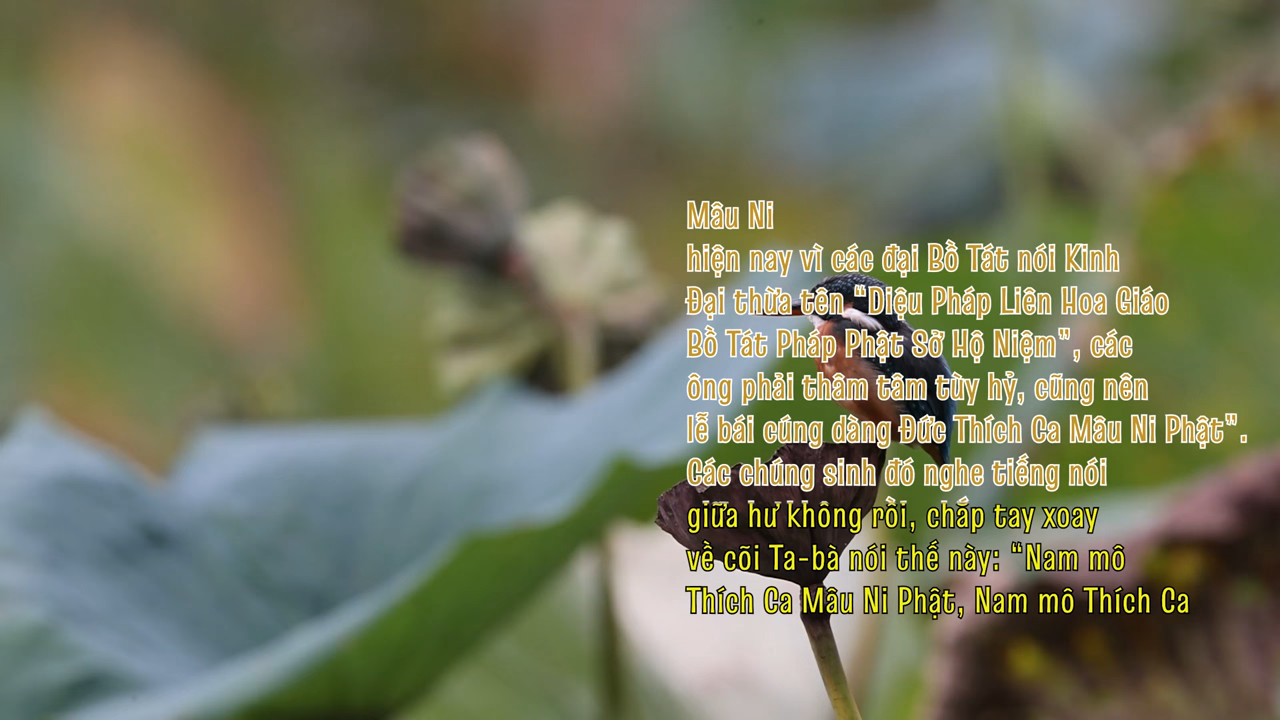 Mâu Ni
hiện nay vì các đại Bồ Tát nói Kinh
Đại thừa tên “Diệu Pháp Liên Hoa Giáo
Bồ Tát Pháp Phật Sở Hộ Niệm”, các
ông phải thâm tâm tùy hỷ, cũng nên
lễ bái cúng dàng Đức Thích Ca Mâu Ni Phật”.
Các chúng sinh đó nghe tiếng nói
giữa hư không rồi, chắp tay xoay
về cõi Ta-bà nói thế này: “Nam mô
Thích Ca Mâu Ni Phật, Nam mô Thích Ca